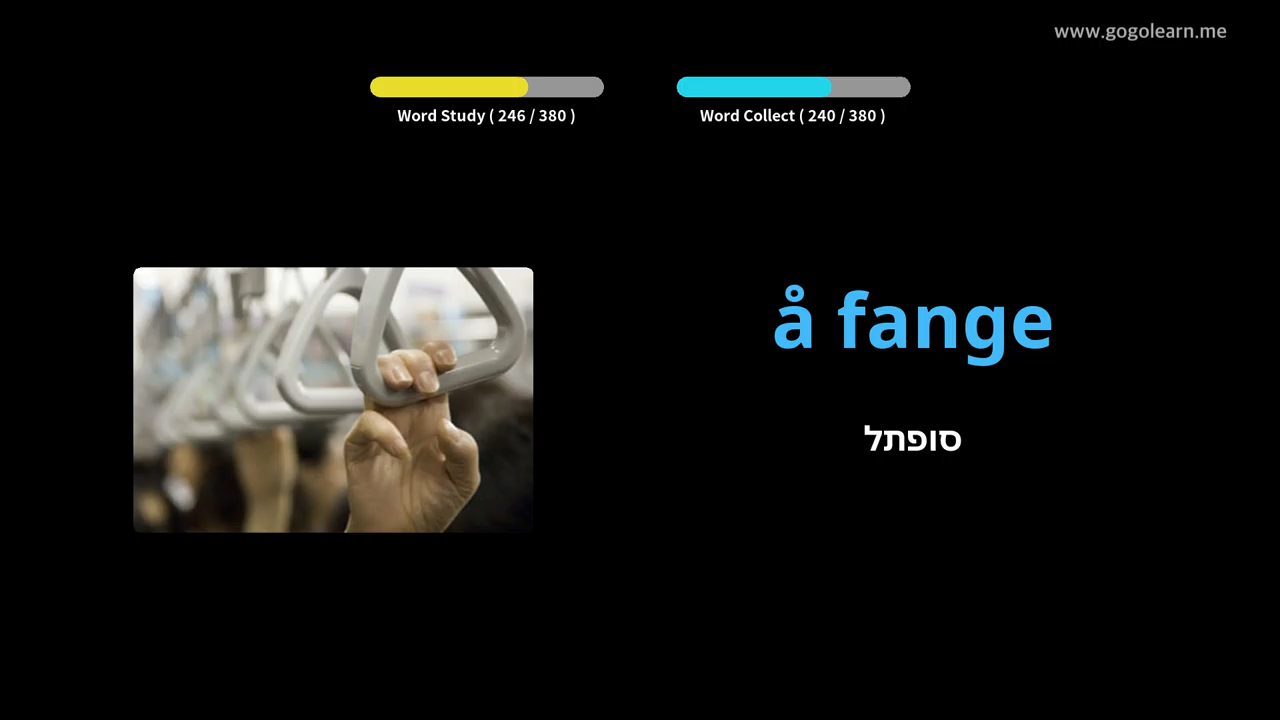 www.gogolearn.me
Word Study ( 246 / 380 )
Word Collect ( 240 / 380 )
å fange
סופתל